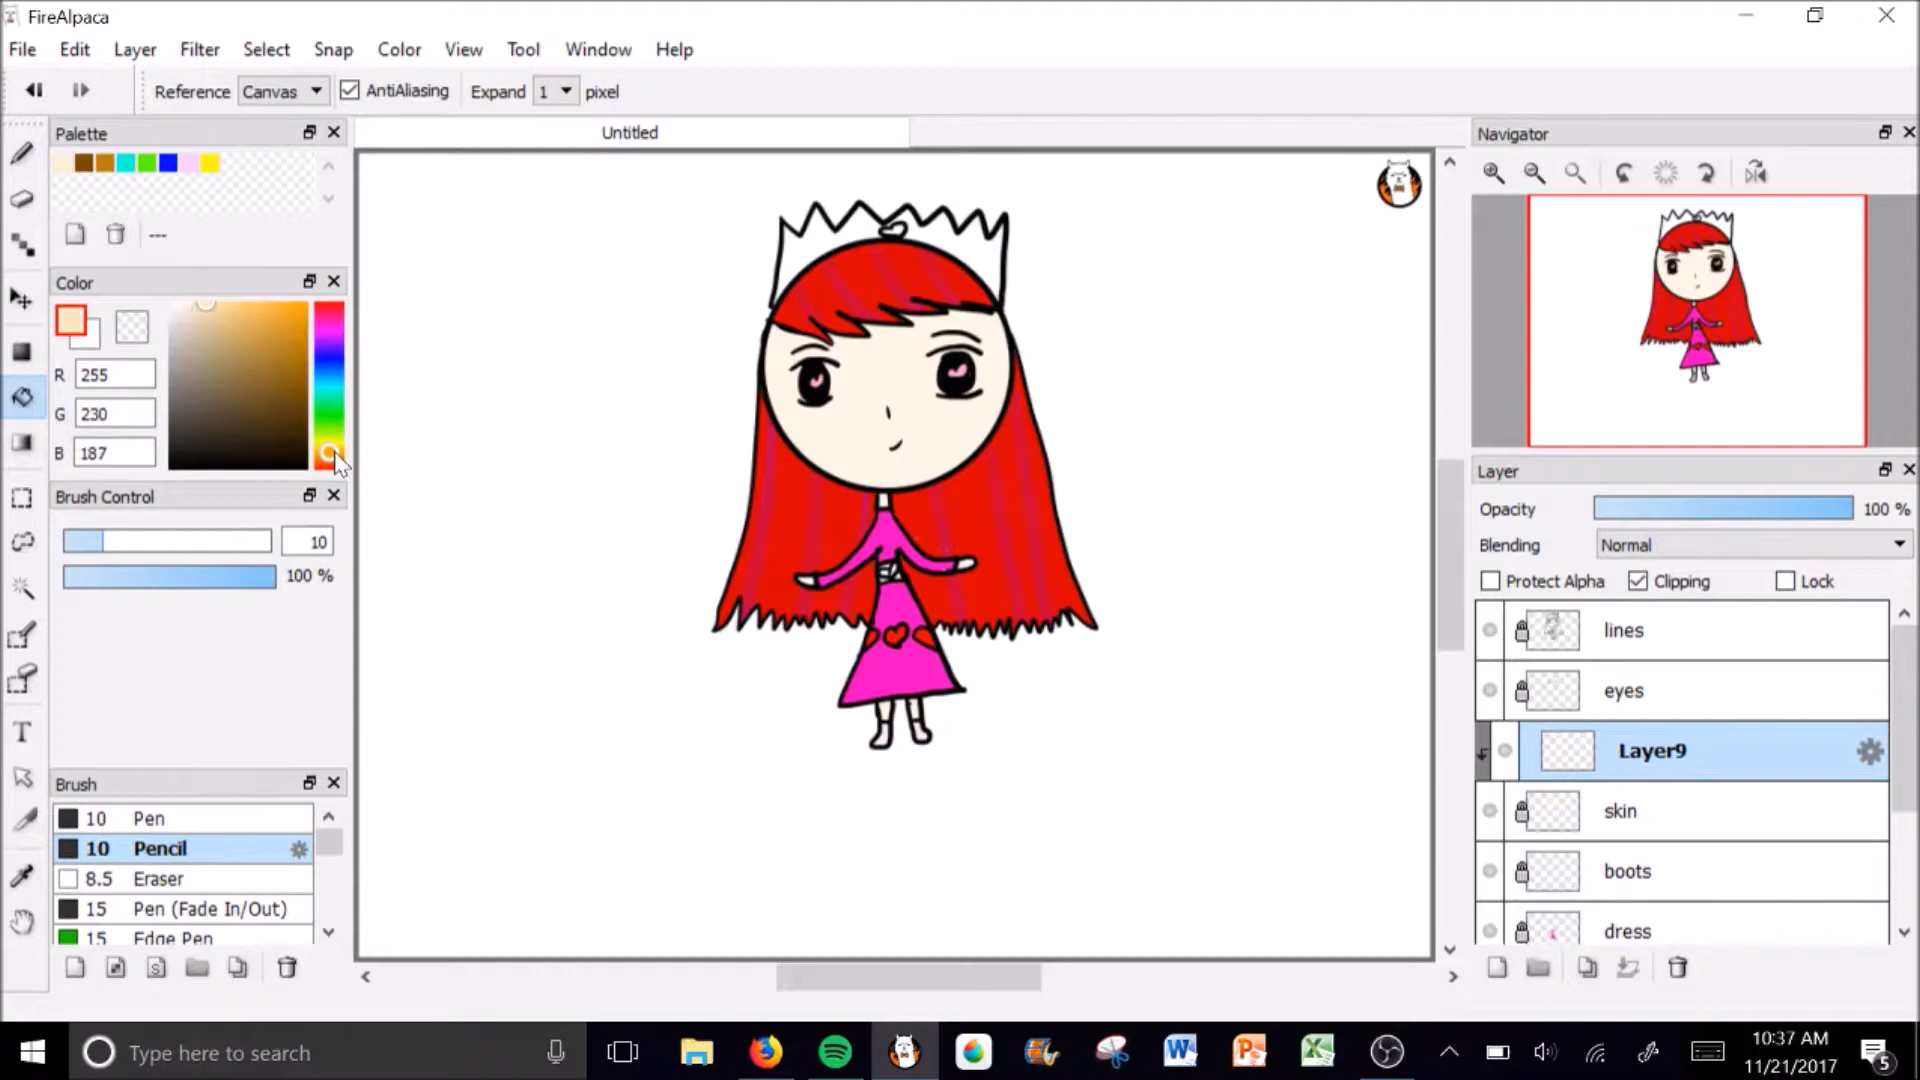 FireAlpaca
File Edit Layer Filter Select Snap Color View Tool Window Help
Reference Canvas AntiAliasing Expand 1 pixel
Palette
Untitled
Navigator
---
Color
R 255
G 230
B 187
Brush Control
10
100 %
Layer
Opacity 100 %
Blending Normal
Protect Alpha Clipping Lock
lines
eyes
Layer9
skin
boots
dress
Brush
10 Pen
10 Pencil
8.5 Eraser
15 Pen (Fade In/Out)
15 Edge Pen
T
S
Type here to search
10:37 AM
11/21/2017
5